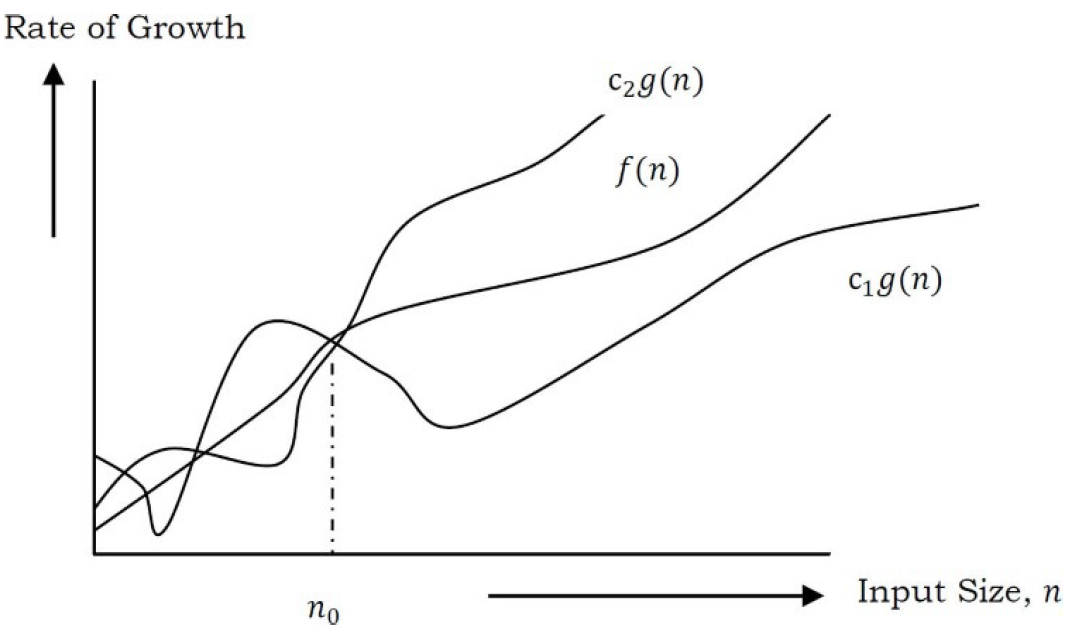 Rate of Growth
c₂g(n)
f(n)
c₁g(n)
Input Size, n
n₀